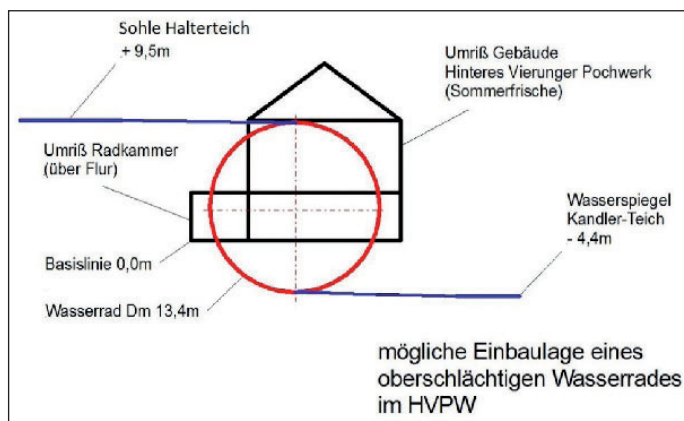 Sohle Halterteich
+ 9,5m
Umriß Gebäude
Hinteres Vierunger Pochwerk
(Sommerfrische)
Umriß Radkammer
(über Flur)
Wasserspiegel
Kandler-Teich
- 4,4m
Basislinie 0,0m
Wasserrad Dm 13,4m
mögliche Einbaulage eines
oberschlächtigen Wasserrades
im HVPW